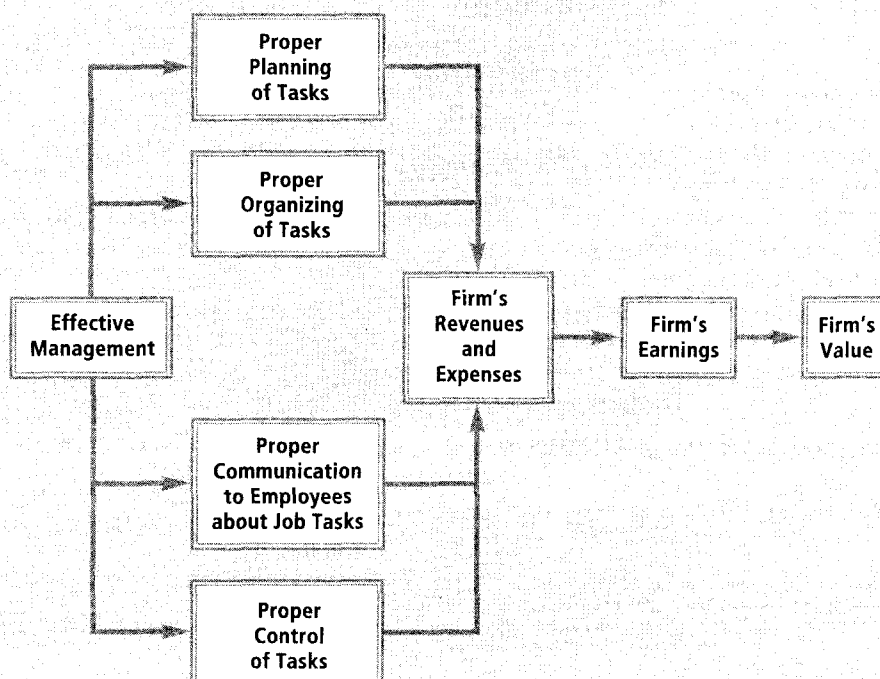 Proper
Planning
of Tasks
Proper
Organizing
of Tasks
Effective
Management
Firm's
Revenues
and
Expenses
Firm's
Earnings
Firm's
Value
Proper
Communication
to Employees
about Job Tasks
Proper
Control
of Tasks